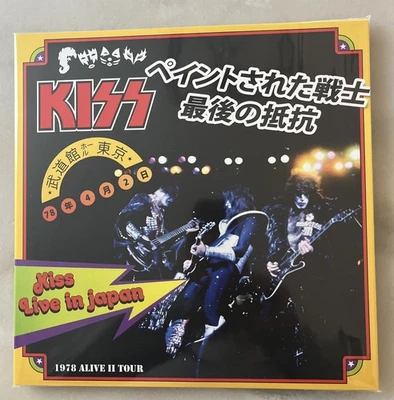 KISS
ペイントされた戦士
最後の抵抗
武道館ホール 東京
78年4月2日
Kiss
Live in japan
1978 ALIVE II TOUR